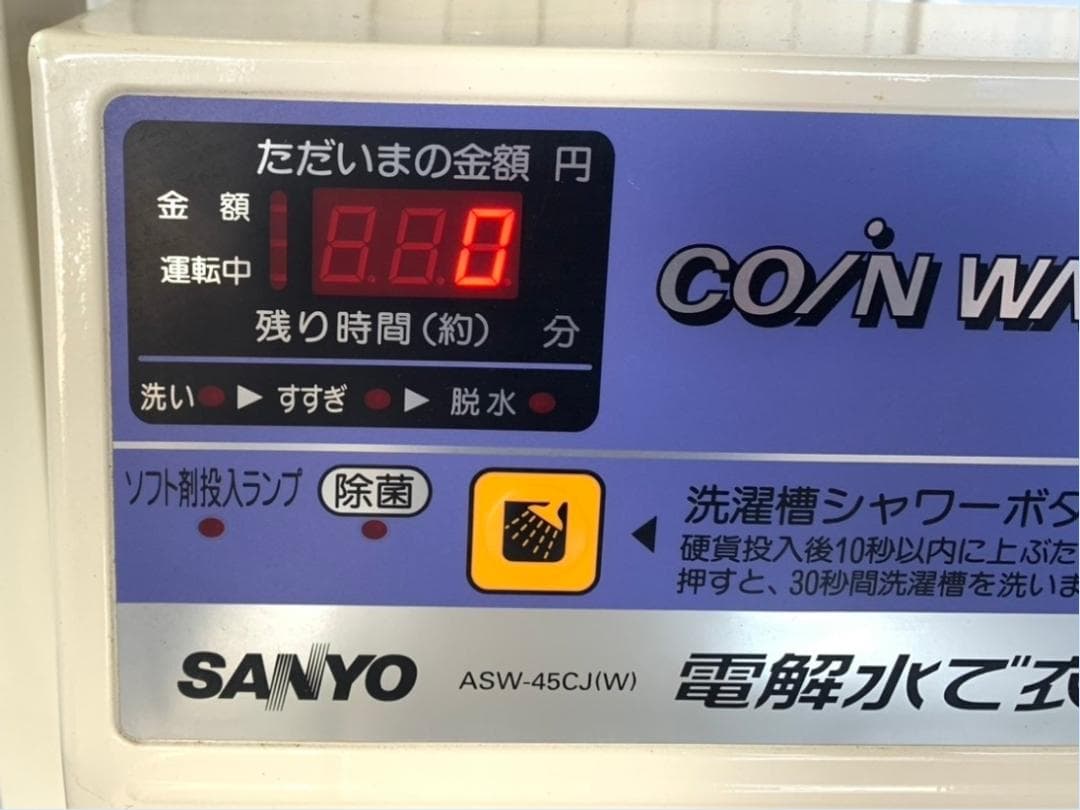 ただいまの金額 円
金 額
0
運転中
残り時間(約) 分
洗い ▶ すすぎ ▶ 脱水
COIN WA
ソフト剤投入ランプ 除菌
◀ 洗濯槽シャワーボタ
硬貨投入後10秒以内に上ぶた
押すと、30秒間洗濯槽を洗いま
SANYO ASW-45CJ(W) 電解水で衣